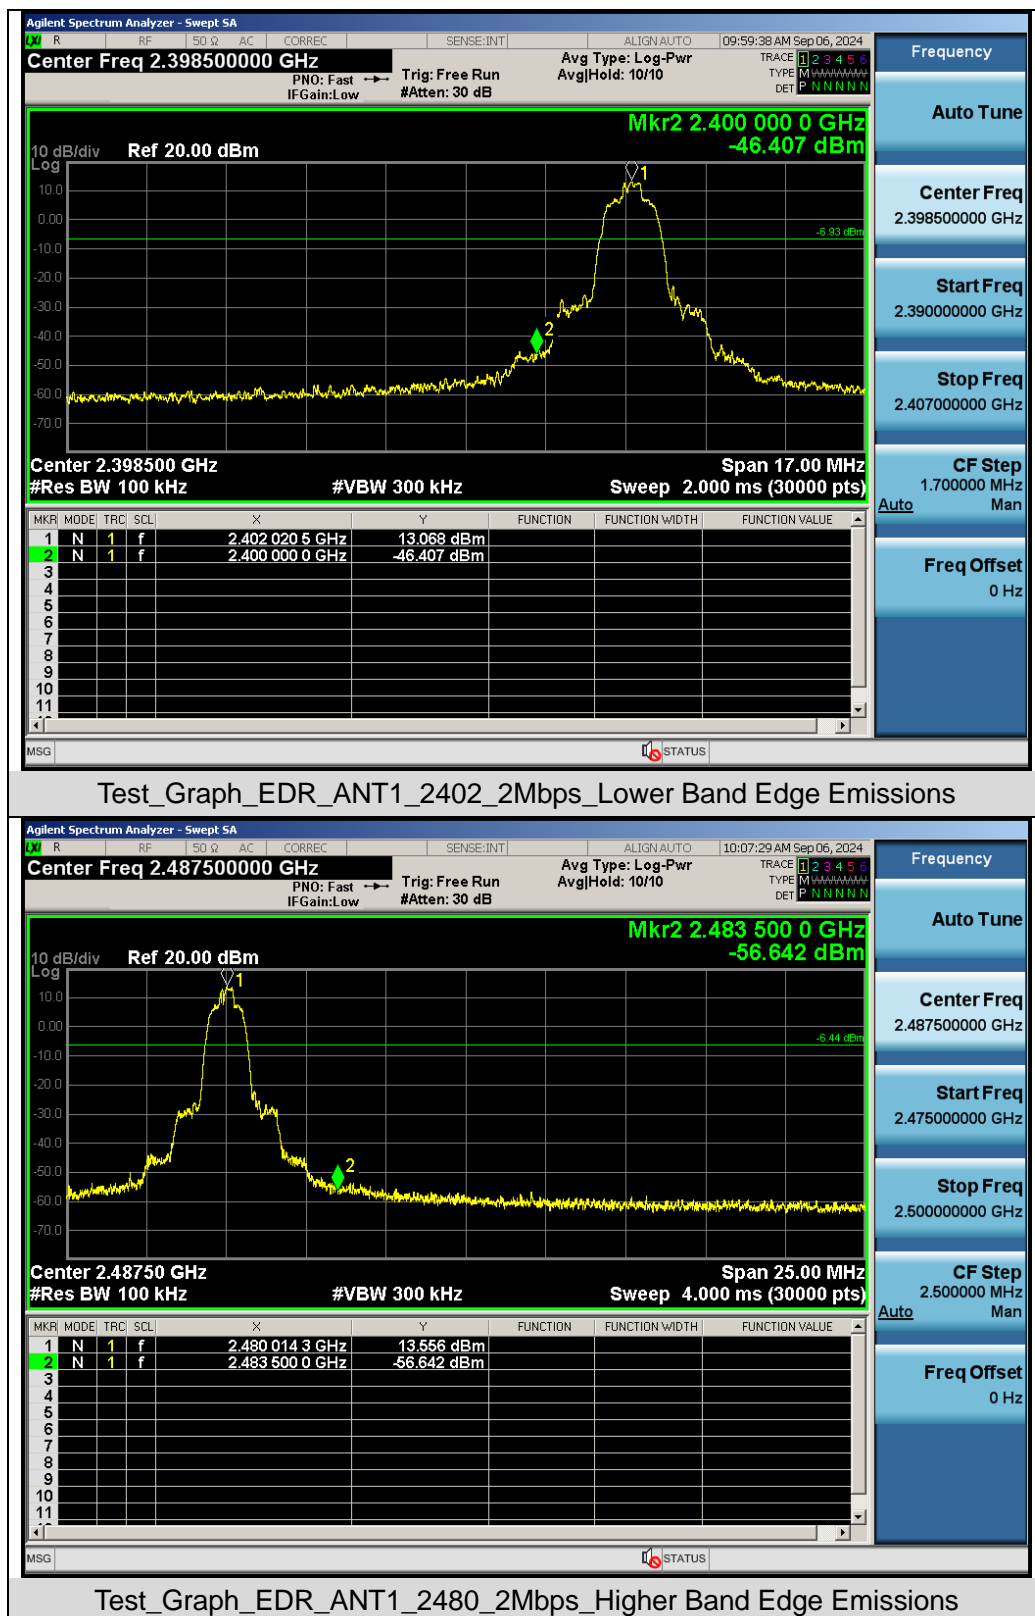 Agilent Spectrum Analyzer - Swept SA
LXI R RF 50 Ω AC CORREC SENSE:INT ALIGN AUTO 09:59:38 AM Sep 06, 2024
Center Freq 2.398500000 GHz
PNO: Fast
IFGain:Low
Trig: Free Run
#Atten: 30 dB
Avg Type: Log-Pwr
Avg|Hold: 10/10
TRACE 1 2 3 4 5 6
TYPE M
DET P N N N N N
Frequency
Mkr2 2.400 000 0 GHz
-46.407 dBm
10 dB/div Ref 20.00 dBm
Log
10.0
0.00
-10.0
-20.0
-30.0
-40.0
-50.0
-60.0
-70.0
1
2
-6.93 dBm
Center 2.398500 GHz Span 17.00 MHz
#Res BW 100 kHz #VBW 300 kHz Sweep 2.000 ms (30000 pts)
Auto Tune
Center Freq
2.398500000 GHz
Start Freq
2.390000000 GHz
Stop Freq
2.407000000 GHz
CF Step
1.700000 MHz
Auto Man
Freq Offset
0 Hz
MKR MODE TRC SCL X Y FUNCTION FUNCTION WIDTH FUNCTION VALUE
1 N 1 f 2.402 020 5 GHz 13.068 dBm
2 N 1 f 2.400 000 0 GHz -46.407 dBm
3
4
5
6
7
8
9
10
11
MSG STATUS
Test_Graph_EDR_ANT1_2402_2Mbps_Lower Band Edge Emissions
Agilent Spectrum Analyzer - Swept SA
LXI R RF 50 Ω AC CORREC SENSE:INT ALIGN AUTO 10:07:29 AM Sep 06, 2024
Center Freq 2.487500000 GHz
PNO: Fast
IFGain:Low
Trig: Free Run
#Atten: 30 dB
Avg Type: Log-Pwr
Avg|Hold: 10/10
TRACE 1 2 3 4 5 6
TYPE M
DET P N N N N N
Frequency
Mkr2 2.483 500 0 GHz
-56.642 dBm
10 dB/div Ref 20.00 dBm
Log
10.0
0.00
-10.0
-20.0
-30.0
-40.0
-50.0
-60.0
-70.0
1
2
-6.44 dBm
Center 2.48750 GHz Span 25.00 MHz
#Res BW 100 kHz #VBW 300 kHz Sweep 4.000 ms (30000 pts)
Auto Tune
Center Freq
2.487500000 GHz
Start Freq
2.475000000 GHz
Stop Freq
2.500000000 GHz
CF Step
2.500000 MHz
Auto Man
Freq Offset
0 Hz
MKR MODE TRC SCL X Y FUNCTION FUNCTION WIDTH FUNCTION VALUE
1 N 1 f 2.480 014 3 GHz 13.556 dBm
2 N 1 f 2.483 500 0 GHz -56.642 dBm
3
4
5
6
7
8
9
10
11
MSG STATUS
Test_Graph_EDR_ANT1_2480_2Mbps_Higher Band Edge Emissions